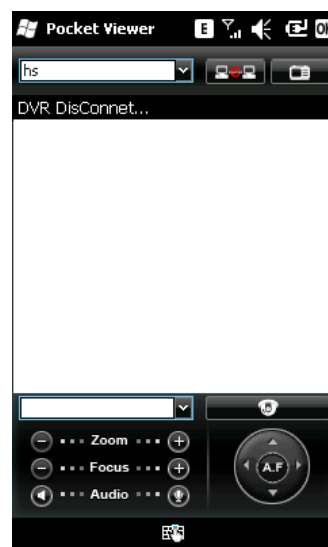 Pocket Viewer E
hs
DVR DisConnet...
Zoom
Focus
A.F
Audio